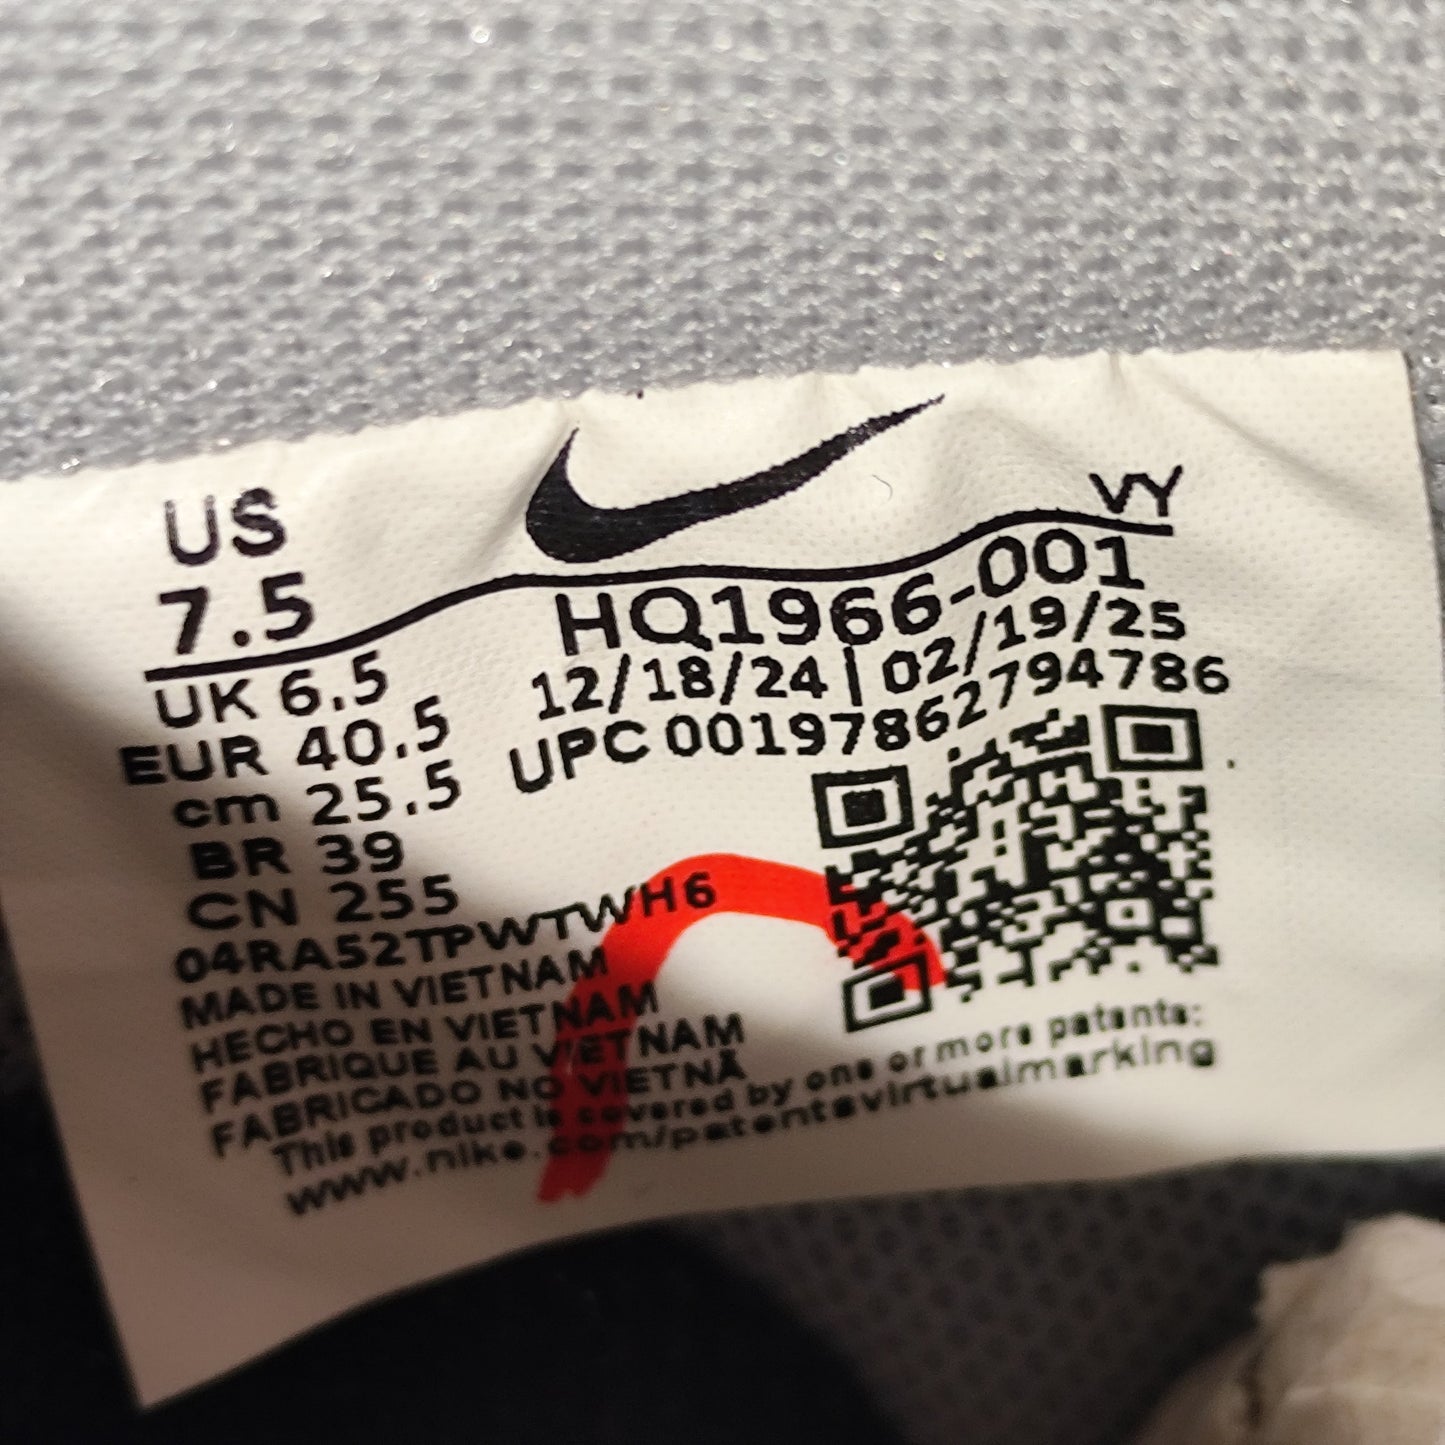 US
7.5
UK 6.5
EUR 40.5
cm 25.5
BR 39
CN 255
VY
HQ1966-001
12/18/24 | 02/19/25
UPC 00197862794786
04RA52TPWTWH6
MADE IN VIETNAM
HECHO EN VIETNAM
FABRIQUE AU VIETNAM
FABRICADO NO VIETNÃ
This product is covered by one or more patents:
www.nike.com/patentsvirtualmarking